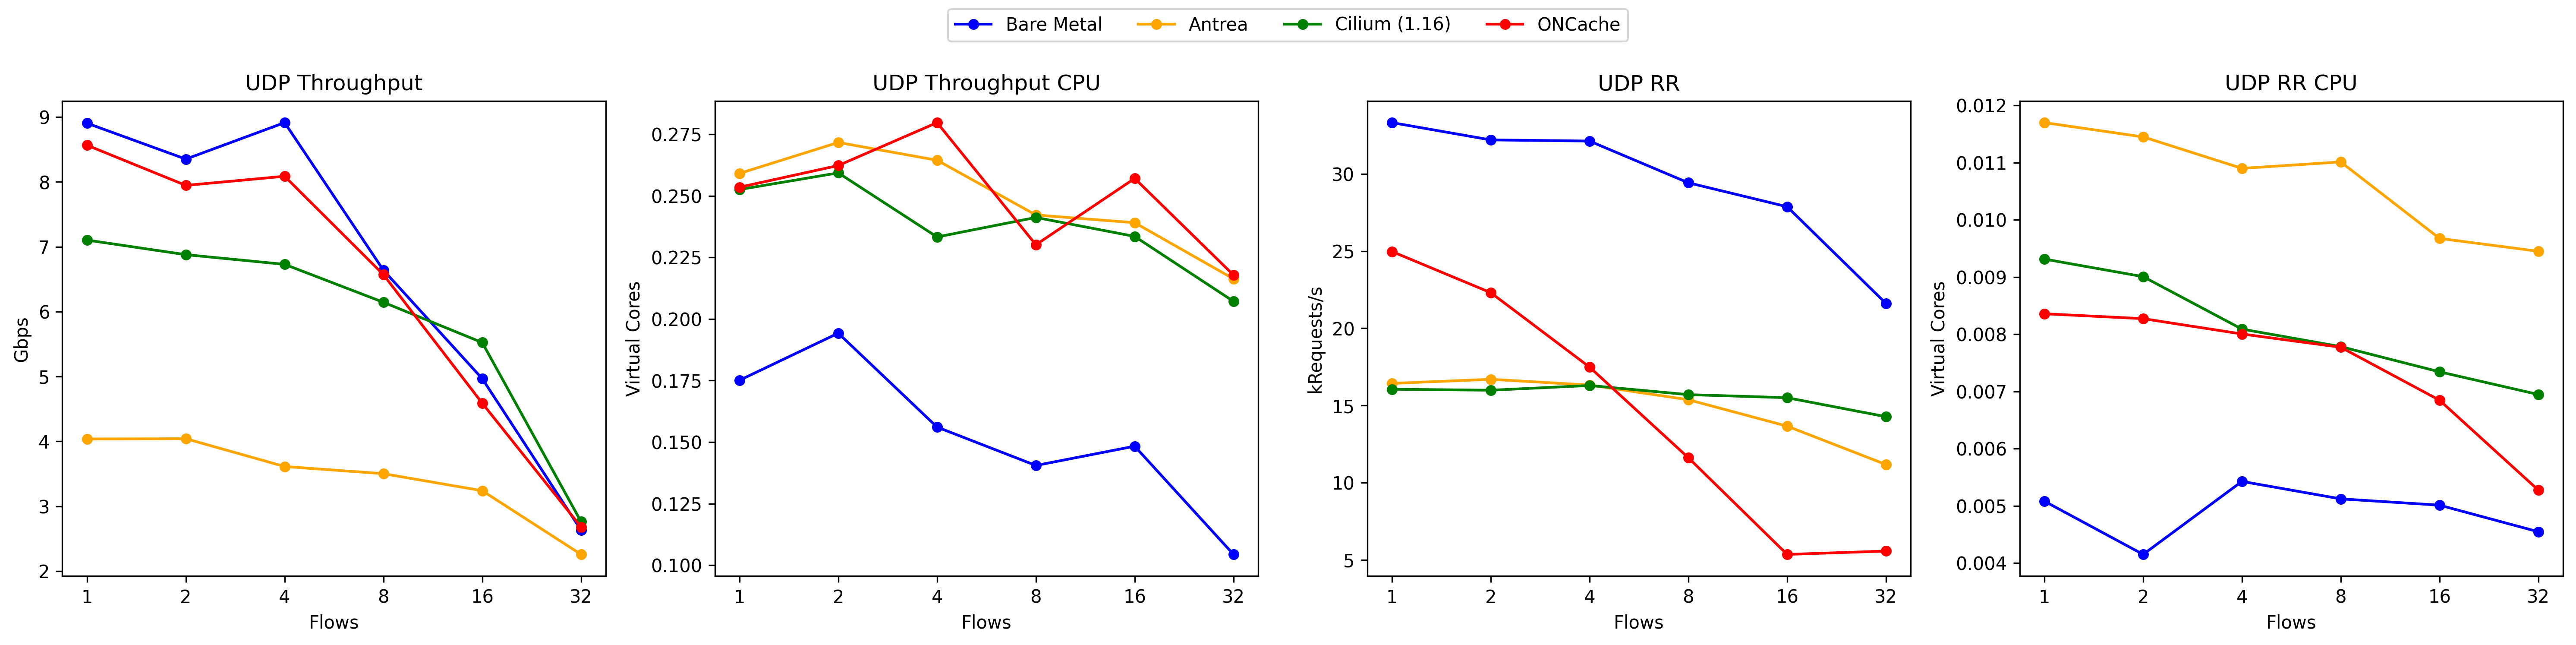 Bare Metal Antrea Cilium (1.16) ONCache
UDP Throughput
9
8
7
6
5
4
3
2
Gbps
1 2 4 8 16 32
Flows
UDP Throughput CPU
0.275
0.250
0.225
0.200
0.175
0.150
0.125
0.100
Virtual Cores
1 2 4 8 16 32
Flows
UDP RR
30
25
20
15
10
5
kRequests/s
1 2 4 8 16 32
Flows
UDP RR CPU
0.012
0.011
0.010
0.009
0.008
0.007
0.006
0.005
0.004
Virtual Cores
1 2 4 8 16 32
Flows